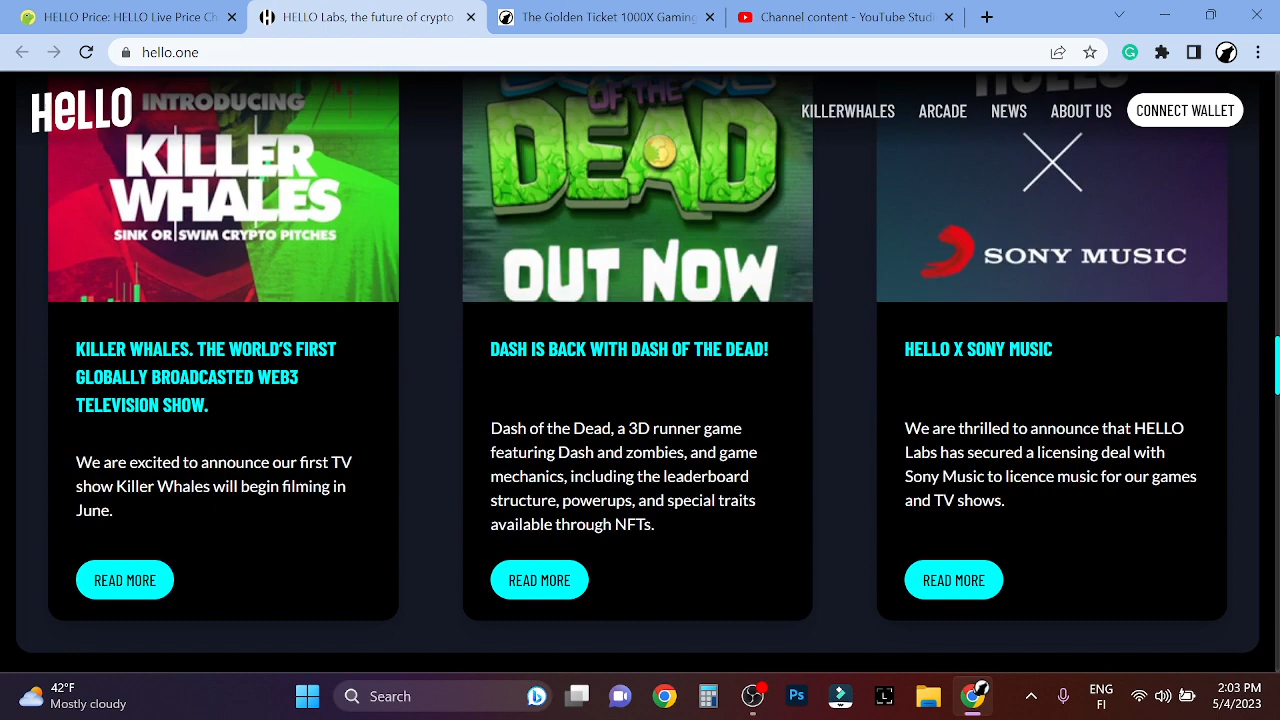 HELLO Live Price Ch
HELLO Labs, the future of crypto
The Golden Ticket 1000X Gaming
Channel content - YouTube Studi
hello.one
HELLO
KILLERWHALES
ARCADE
NEWS
ABOUT US
CONNECT WALLET
INTRODUCING
KILLER
WHALES
SINK OR SWIM CRYPTO PITCHES
OF THE
DEAD
OUT NOW
SONY MUSIC
KILLER WHALES. THE WORLD'S FIRST
GLOBALLY BROADCASTED WEB3
TELEVISION SHOW.
We are excited to announce our first TV
show Killer Whales will begin filming in
June.
READ MORE
DASH IS BACK WITH DASH OF THE DEAD!
Dash of the Dead, a 3D runner game
featuring Dash and zombies, and game
mechanics, including the leaderboard
structure, powerups, and special traits
available through NFTs.
READ MORE
HELLO X SONY MUSIC
We are thrilled to announce that HELLO
Labs has secured a licensing deal with
Sony Music to licence music for our games
and TV shows.
READ MORE
42°F
Mostly cloudy
Search
Ps
L
ENG
FI
2:03 PM
5/4/2023